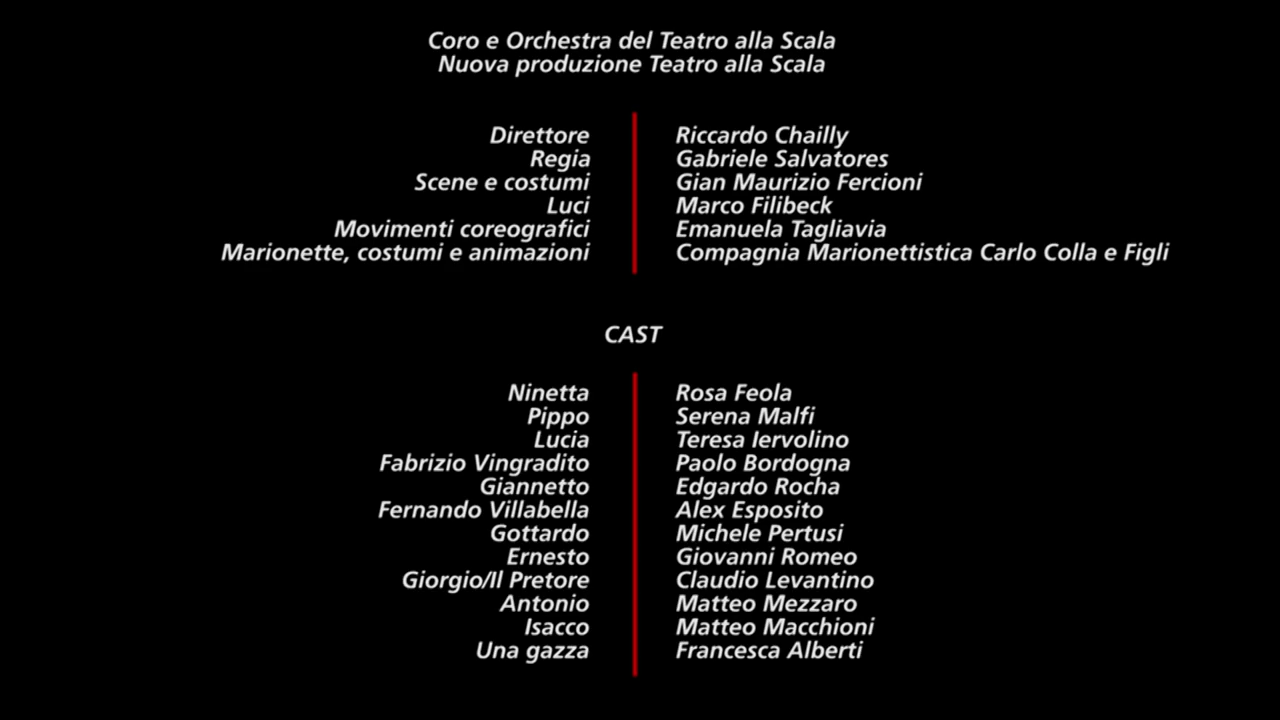 Coro e Orchestra del Teatro alla Scala
Nuova produzione Teatro alla Scala
Direttore Riccardo Chailly
Regia Gabriele Salvatores
Scene e costumi Gian Maurizio Fercioni
Luci Marco Filibeck
Movimenti coreografici Emanuela Tagliavia
Marionette, costumi e animazioni Compagnia Marionettistica Carlo Colla e Figli
CAST
Ninetta Rosa Feola
Pippo Serena Malfi
Lucia Teresa Iervolino
Fabrizio Vingradito Paolo Bordogna
Giannetto Edgardo Rocha
Fernando Villabella Alex Esposito
Gottardo Michele Pertusi
Ernesto Giovanni Romeo
Giorgio/Il Pretore Claudio Levantino
Antonio Matteo Mezzaro
Isacco Matteo Macchioni
Una gazza Francesca Alberti